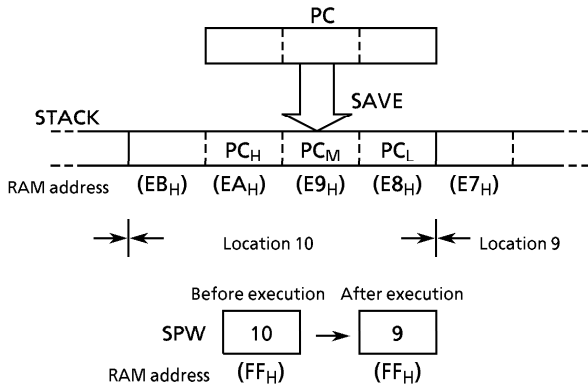 PC
SAVE
STACK
PCH PCM PCL
RAM address (EBH) (EAH) (E9H) (E8H) (E7H)
Location 10 Location 9
Before execution After execution
SPW 10 9
RAM address (FFH) (FFH)